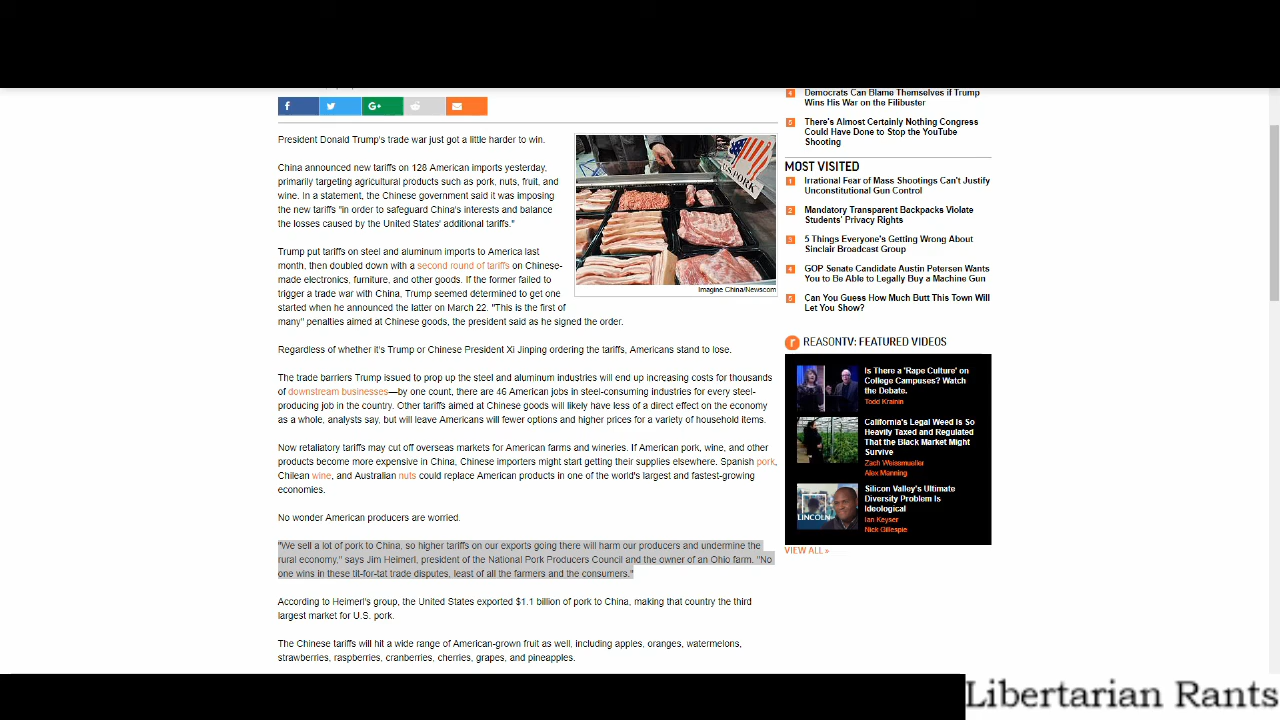 President Donald Trump's trade war just got a little harder to win.
China announced new tariffs on 128 American imports yesterday,
primarily targeting agricultural products such as pork, nuts, fruit, and
wine. In a statement, the Chinese government said it was imposing
the new tariffs "in order to safeguard China's interests and balance
the losses caused by the United States' additional tariffs."
Trump put tariffs on steel and aluminum imports to America last
month, then doubled down with a second round of tariffs on Chinese-
made electronics, furniture, and other goods. If the former failed to
trigger a trade war with China, Trump seemed determined to get one
started when he announced the latter on March 22. "This is the first of
many" penalties aimed at Chinese goods, the president said as he signed the order.
U.S. PORK
Imagine China/Newscom
Regardless of whether it's Trump or Chinese President Xi Jinping ordering the tariffs, Americans stand to lose.
The trade barriers Trump issued to prop up the steel and aluminum industries will end up increasing costs for thousands
of downstream businesses—by one count, there are 46 American jobs in steel-consuming industries for every steel-
producing job in the country. Other tariffs aimed at Chinese goods will likely have less of a direct effect on the economy
as a whole, analysts say, but will leave Americans will fewer options and higher prices for a variety of household items.
Now retaliatory tariffs may cut off overseas markets for American farms and wineries. If American pork, wine, and other
products become more expensive in China, Chinese importers might start getting their supplies elsewhere. Spanish pork,
Chilean wine, and Australian nuts could replace American products in one of the world's largest and fastest-growing
economies.
No wonder American producers are worried.
"We sell a lot of pork to China, so higher tariffs on our exports going there will harm our producers and undermine the
rural economy," says Jim Heimerl, president of the National Pork Producers Council and the owner of an Ohio farm. "No
one wins in these tit-for-tat trade disputes, least of all the farmers and the consumers."
According to Heimerl's group, the United States exported $1.1 billion of pork to China, making that country the third
largest market for U.S. pork.
The Chinese tariffs will hit a wide range of American-grown fruit as well, including apples, oranges, watermelons,
strawberries, raspberries, cranberries, cherries, grapes, and pineapples.
4 Democrats Can Blame Themselves if Trump
Wins His War on the Filibuster
5 There's Almost Certainly Nothing Congress
Could Have Done to Stop the YouTube
Shooting
MOST VISITED
1 Irrational Fear of Mass Shootings Can't Justify
Unconstitutional Gun Control
2 Mandatory Transparent Backpacks Violate
Students' Privacy Rights
3 5 Things Everyone's Getting Wrong About
Sinclair Broadcast Group
4 GOP Senate Candidate Austin Petersen Wants
You to Be Able to Legally Buy a Machine Gun
5 Can You Guess How Much Butt This Town Will
Let You Show?
r REASONTV: FEATURED VIDEOS
Is There a 'Rape Culture' on
College Campuses? Watch
the Debate.
Todd Krainin
California's Legal Weed Is So
Heavily Taxed and Regulated
That the Black Market Might
Survive
Zach Weissmueller
Alex Manning
LINCOLN
Silicon Valley's Ultimate
Diversity Problem Is
Ideological
Ian Keyser
Nick Gillespie
VIEW ALL »
Libertarian Rants